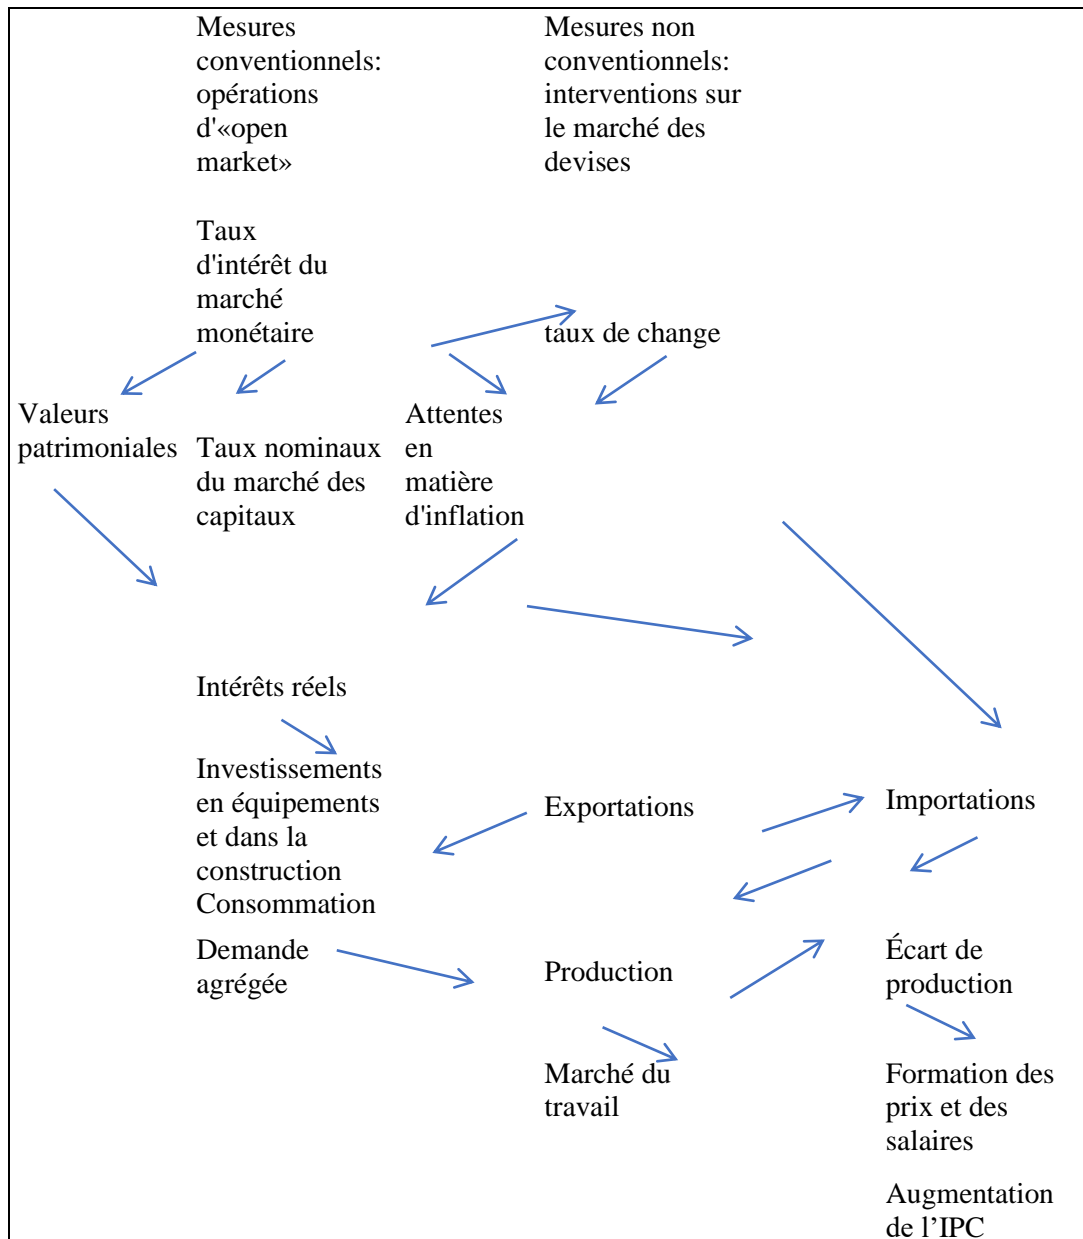 Mesures
conventionnels:
opérations
d'«open
market»
Mesures non
conventionnels:
interventions sur
le marché des
devises
Taux
d'intérêt du
marché
monétaire
taux de change
Valeurs
patrimoniales
Taux nominaux
du marché des
capitaux
Attentes
en
matière
d'inflation
Intérêts réels
Investissements
en équipements
et dans la
construction
Consommation
Exportations
Importations
Demande
agrégée
Production
Écart de
production
Marché du
travail
Formation des
prix et des
salaires
Augmentation
de l’IPC